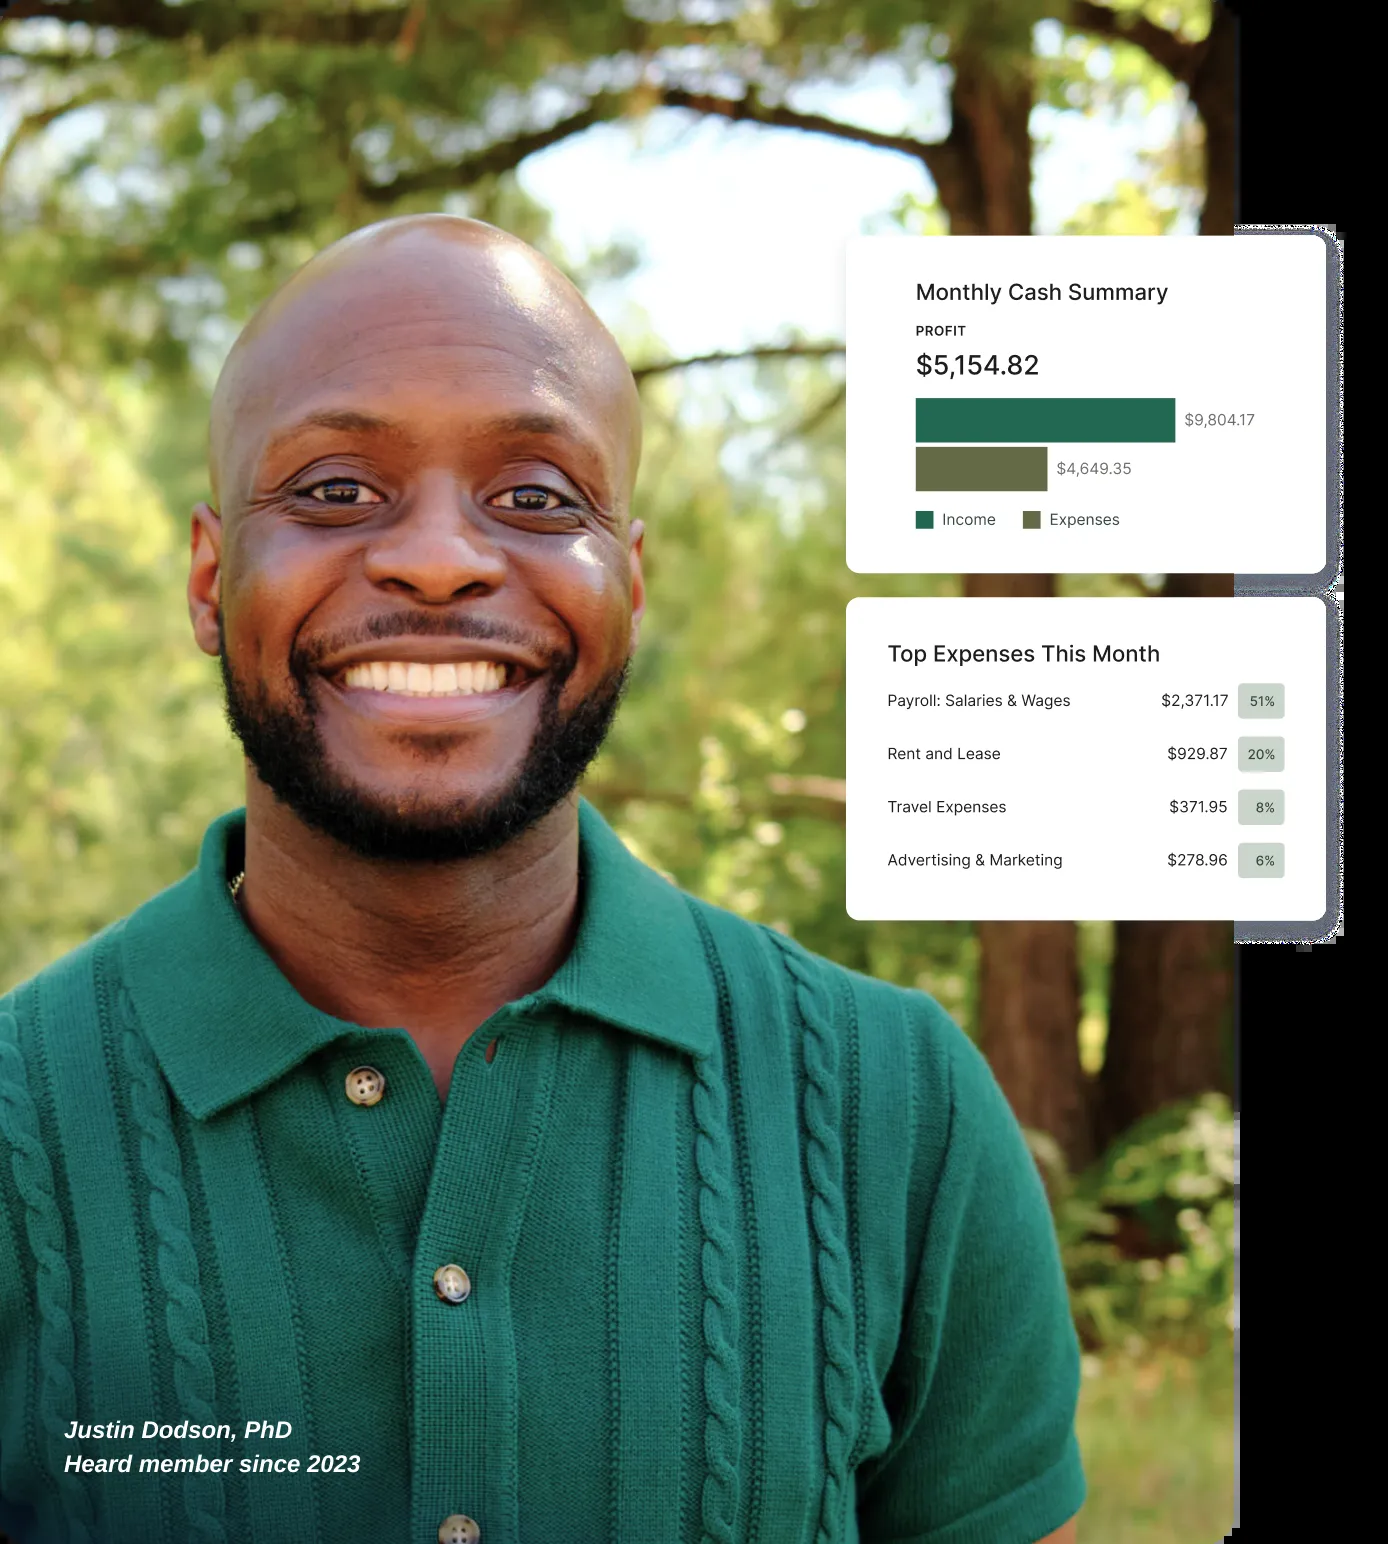 Monthly Cash Summary
PROFIT
$5,154.82
$9,804.17
$4,649.35
Income Expenses
Top Expenses This Month
Payroll: Salaries & Wages $2,371.17 51%
Rent and Lease $929.87 20%
Travel Expenses $371.95 8%
Advertising & Marketing $278.96 6%
Justin Dodson, PhD
Heard member since 2023